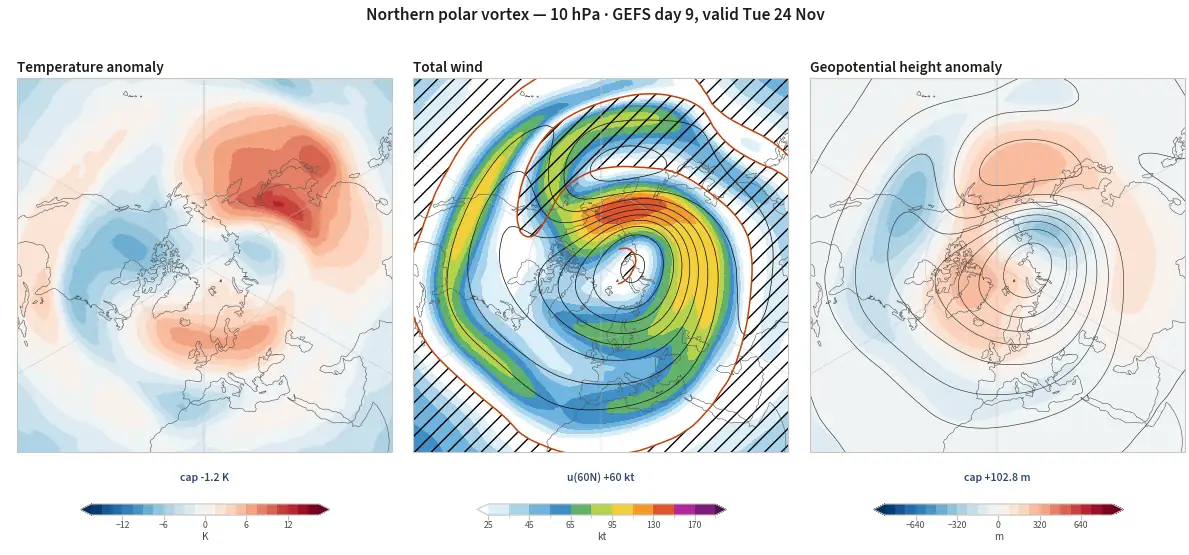 Northern polar vortex — 10 hPa · GEFS day 9, valid Tue 24 Nov
Temperature anomaly
Total wind
Geopotential height anomaly
cap -1.2 K
u(60N) +60 kt
cap +102.8 m
−12 −6 0 6 12
K
25 45 65 95 130 170
kt
−640 −320 0 320 640
m